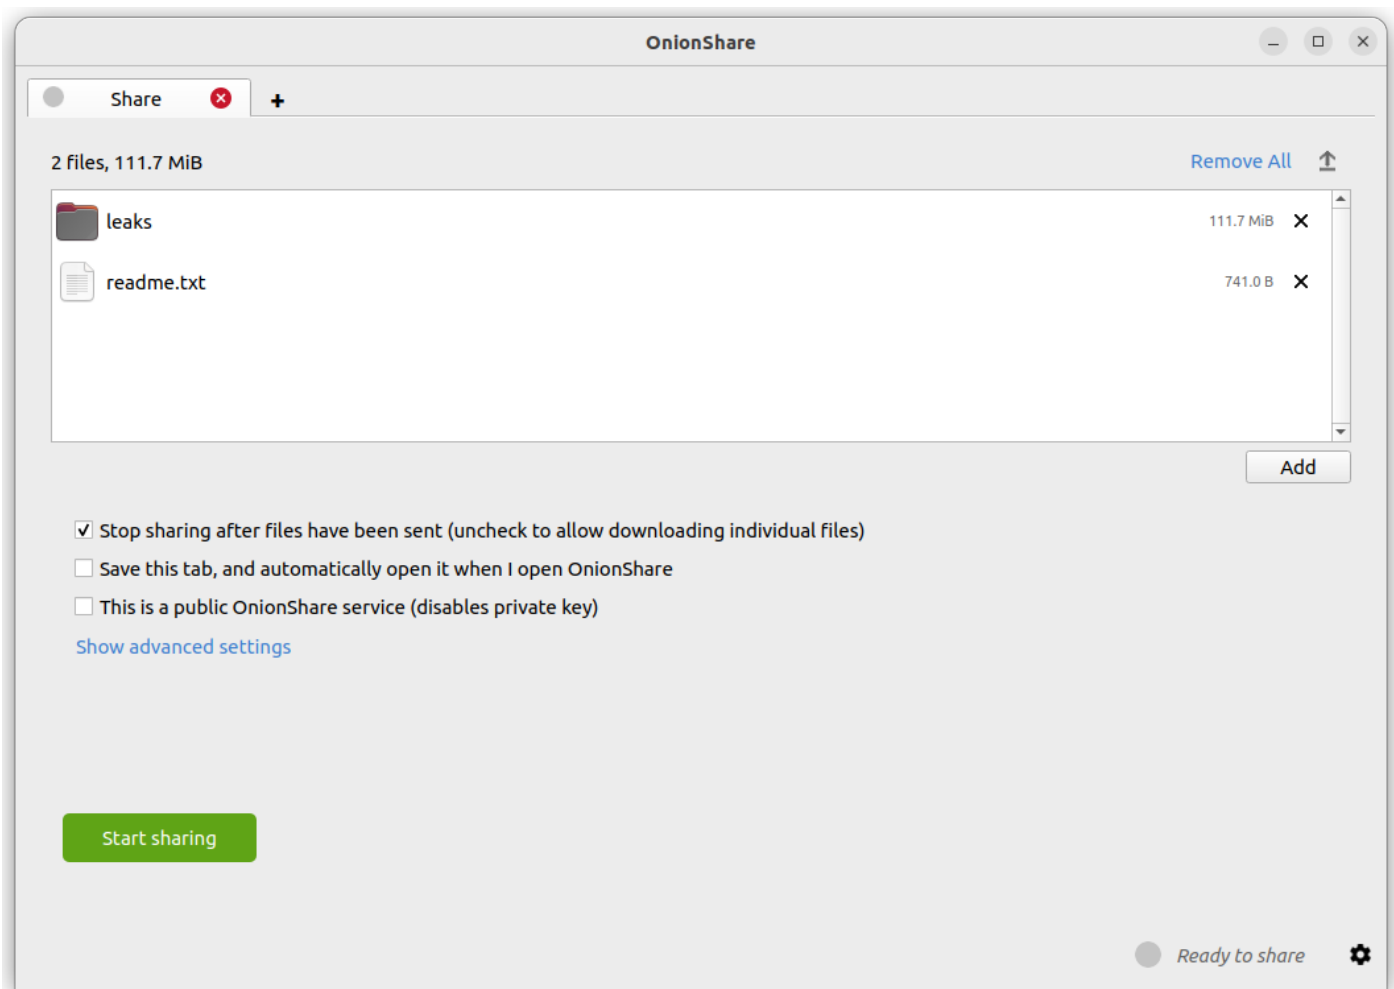 OnionShare
Share
2 files, 111.7 MiB
Remove All
leaks
111.7 MiB
readme.txt
741.0 B
Add
Stop sharing after files have been sent (uncheck to allow downloading individual files)
Save this tab, and automatically open it when I open OnionShare
This is a public OnionShare service (disables private key)
Show advanced settings
Start sharing
Ready to share